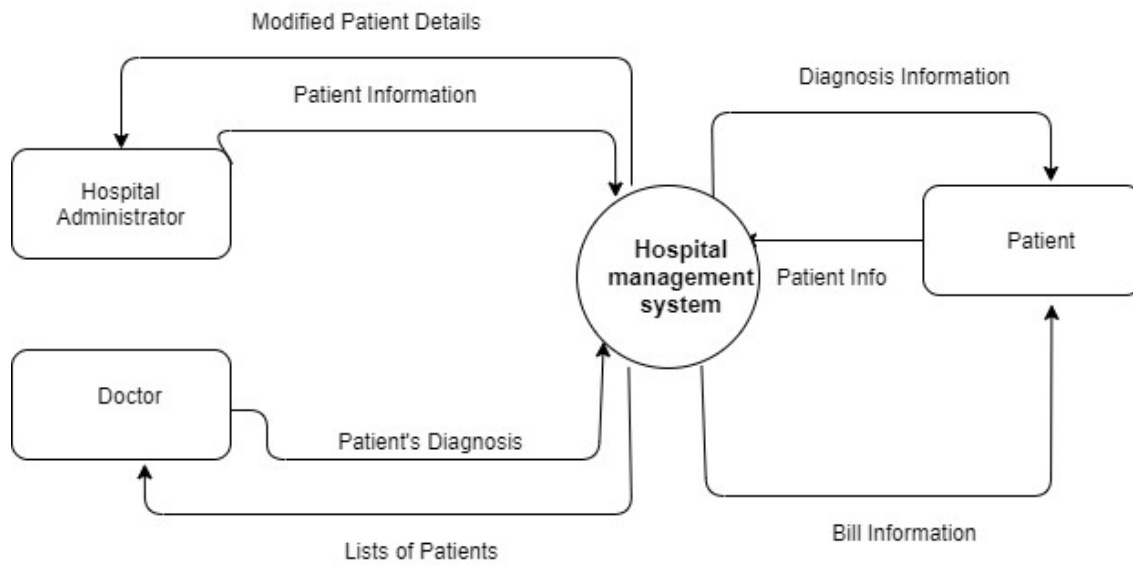 Modified Patient Details
Diagnosis Information
Patient Information
Hospital
Administrator
Hospital
management
system
Patient
Patient Info
Doctor
Patient's Diagnosis
Bill Information
Lists of Patients